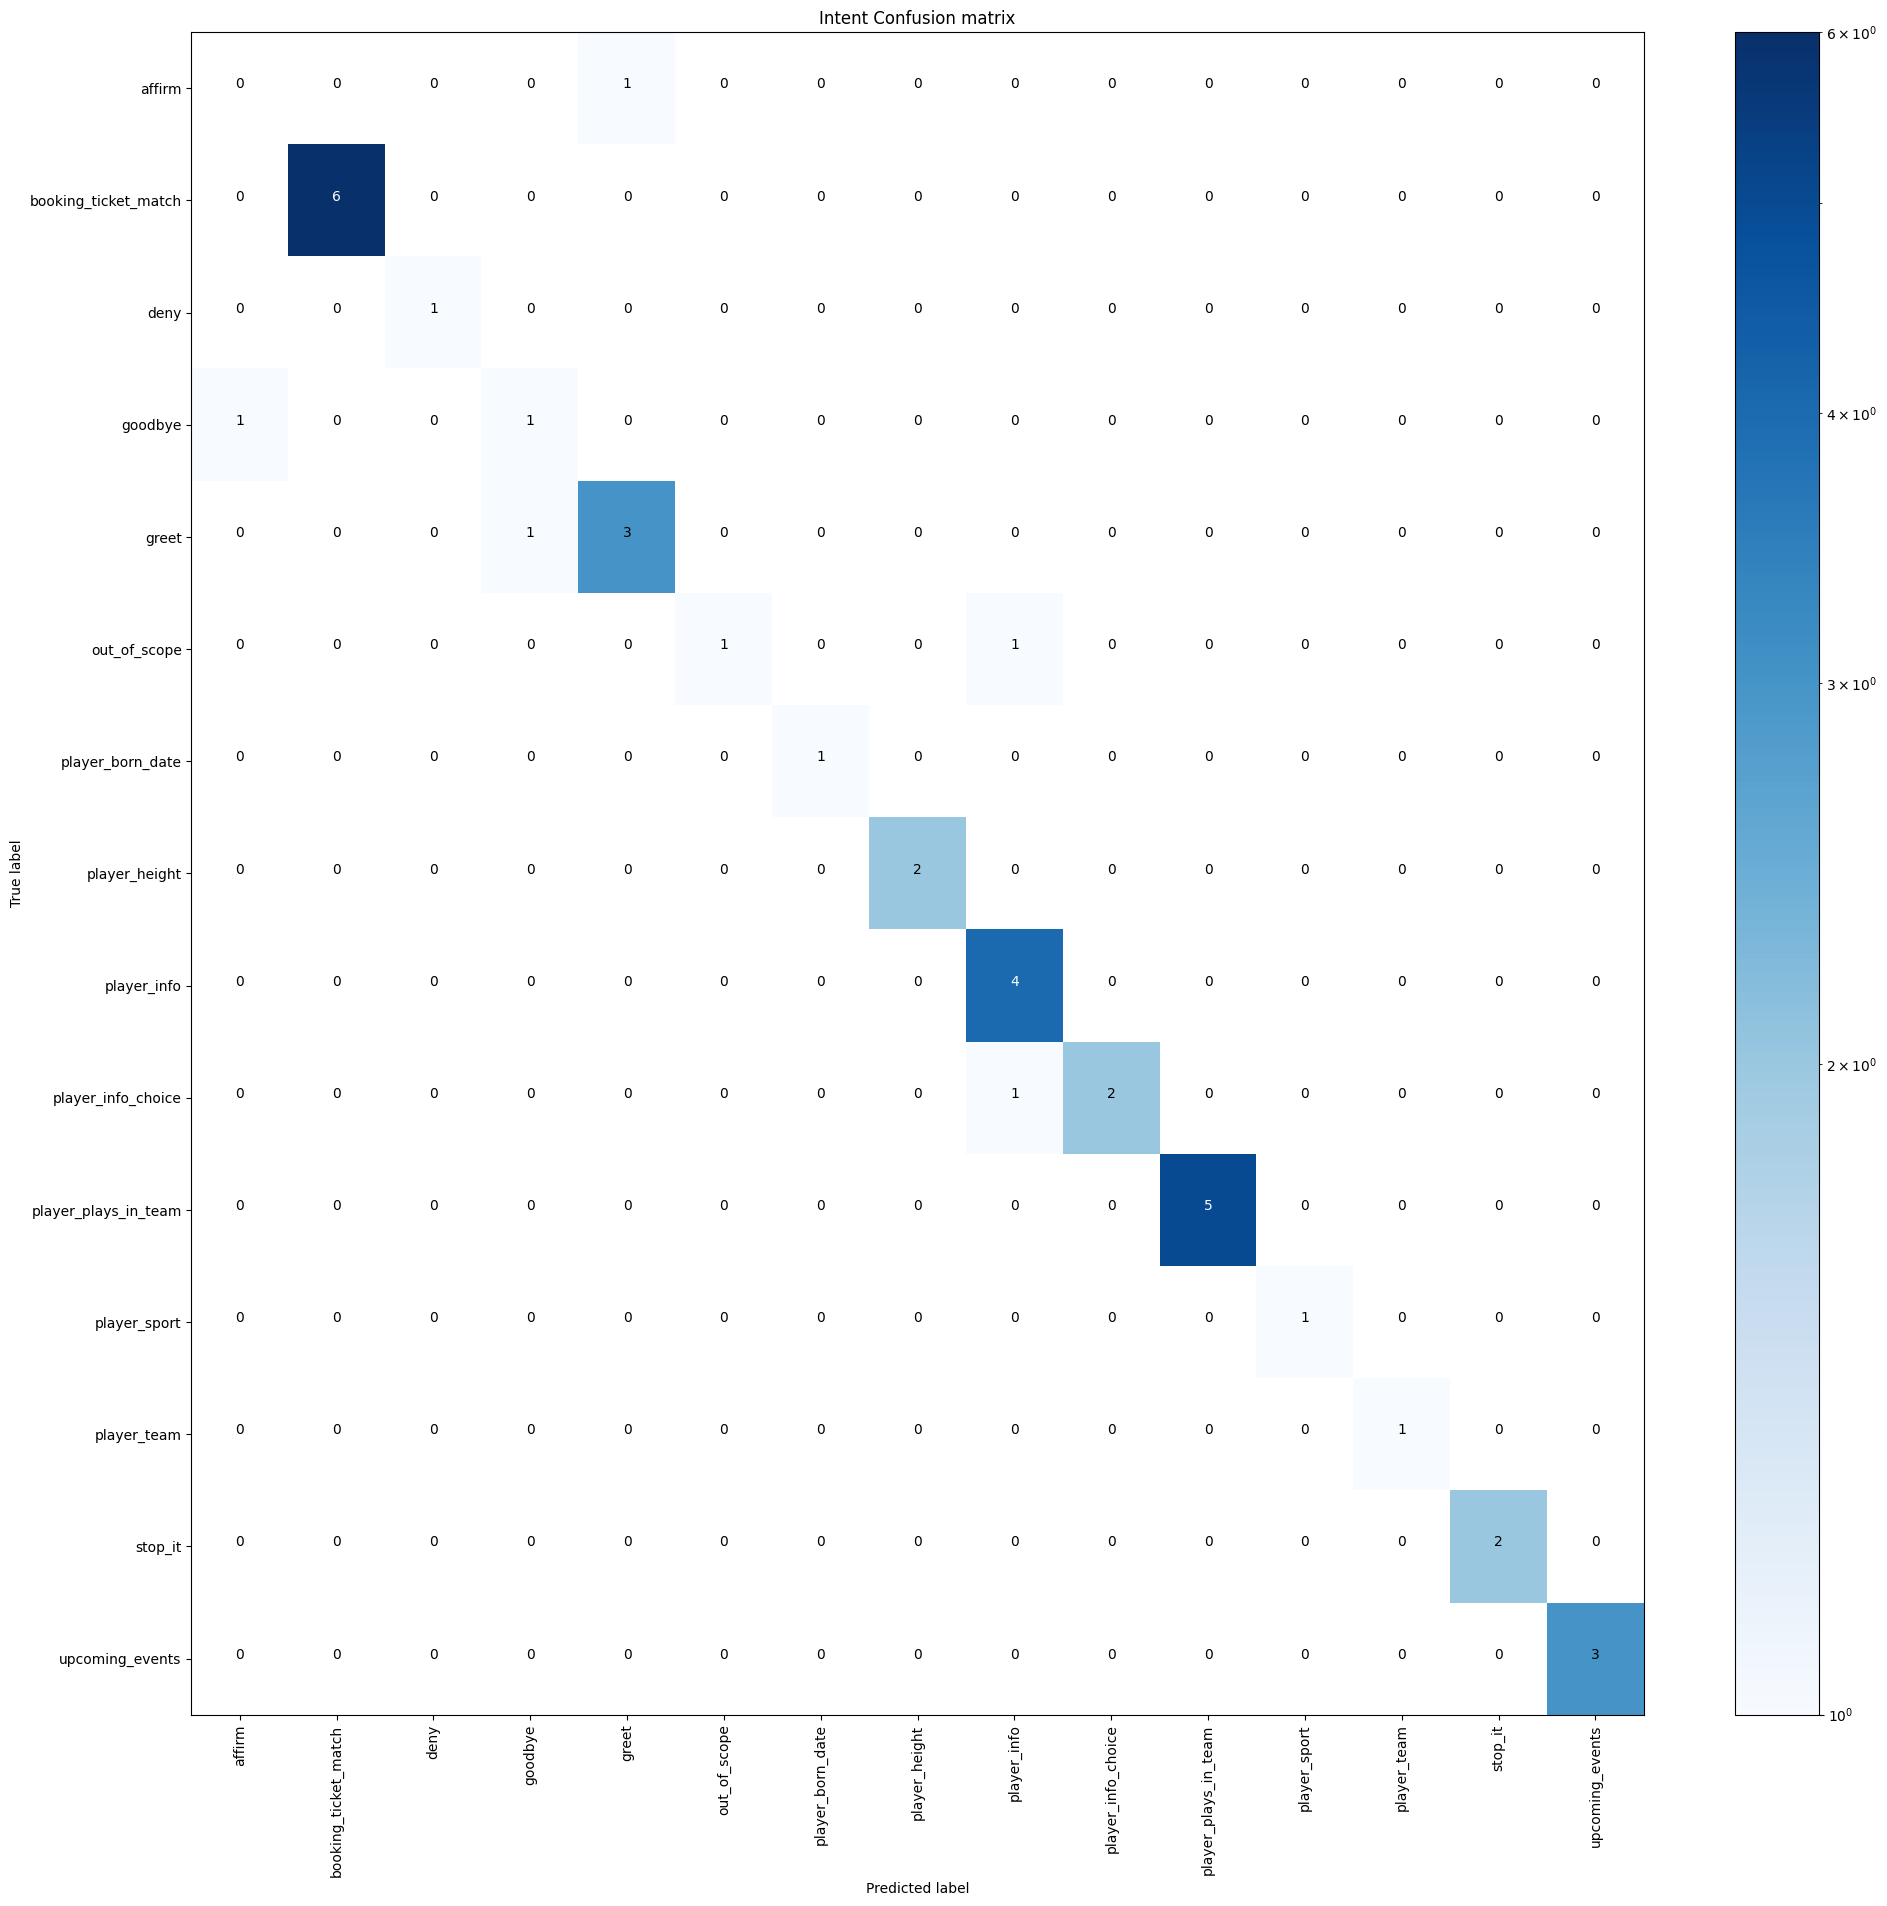 Intent Confusion matrix
True label
affirm 0 0 0 0 1 0 0 0 0 0 0 0 0 0 0
booking_ticket_match 0 6 0 0 0 0 0 0 0 0 0 0 0 0 0
deny 0 0 1 0 0 0 0 0 0 0 0 0 0 0 0
goodbye 1 0 0 1 0 0 0 0 0 0 0 0 0 0 0
greet 0 0 0 1 3 0 0 0 0 0 0 0 0 0 0
out_of_scope 0 0 0 0 0 1 0 0 1 0 0 0 0 0 0
player_born_date 0 0 0 0 0 0 1 0 0 0 0 0 0 0 0
player_height 0 0 0 0 0 0 0 2 0 0 0 0 0 0 0
player_info 0 0 0 0 0 0 0 0 4 0 0 0 0 0 0
player_info_choice 0 0 0 0 0 0 0 0 1 2 0 0 0 0 0
player_plays_in_team 0 0 0 0 0 0 0 0 0 0 5 0 0 0 0
player_sport 0 0 0 0 0 0 0 0 0 0 0 1 0 0 0
player_team 0 0 0 0 0 0 0 0 0 0 0 0 1 0 0
stop_it 0 0 0 0 0 0 0 0 0 0 0 0 0 2 0
upcoming_events 0 0 0 0 0 0 0 0 0 0 0 0 0 0 3
affirm
booking_ticket_match
deny
goodbye
greet
out_of_scope
player_born_date
player_height
player_info
player_info_choice
player_plays_in_team
player_sport
player_team
stop_it
upcoming_events
Predicted label
6 × 10⁰
4 × 10⁰
3 × 10⁰
2 × 10⁰
10⁰